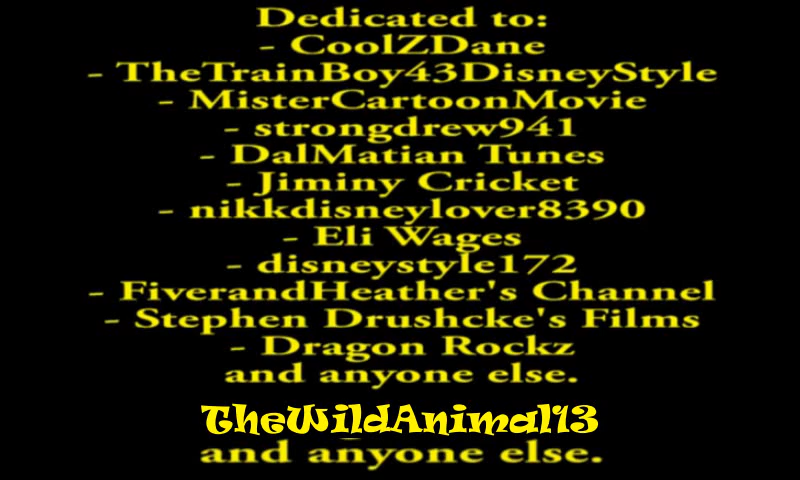 Dedicated to:
- CoolZDane
- TheTrainBoy43DisneyStyle
- MisterCartoonMovie
- strongdrew941
- DalMatian Tunes
- Jiminy Cricket
- nikkdisneylover8390
- Eli Wages
- disneystyle172
- FiverandHeather's Channel
- Stephen Drushcke's Films
- Dragon Rockz
and anyone else.
TheWildAnimal13
and anyone else.